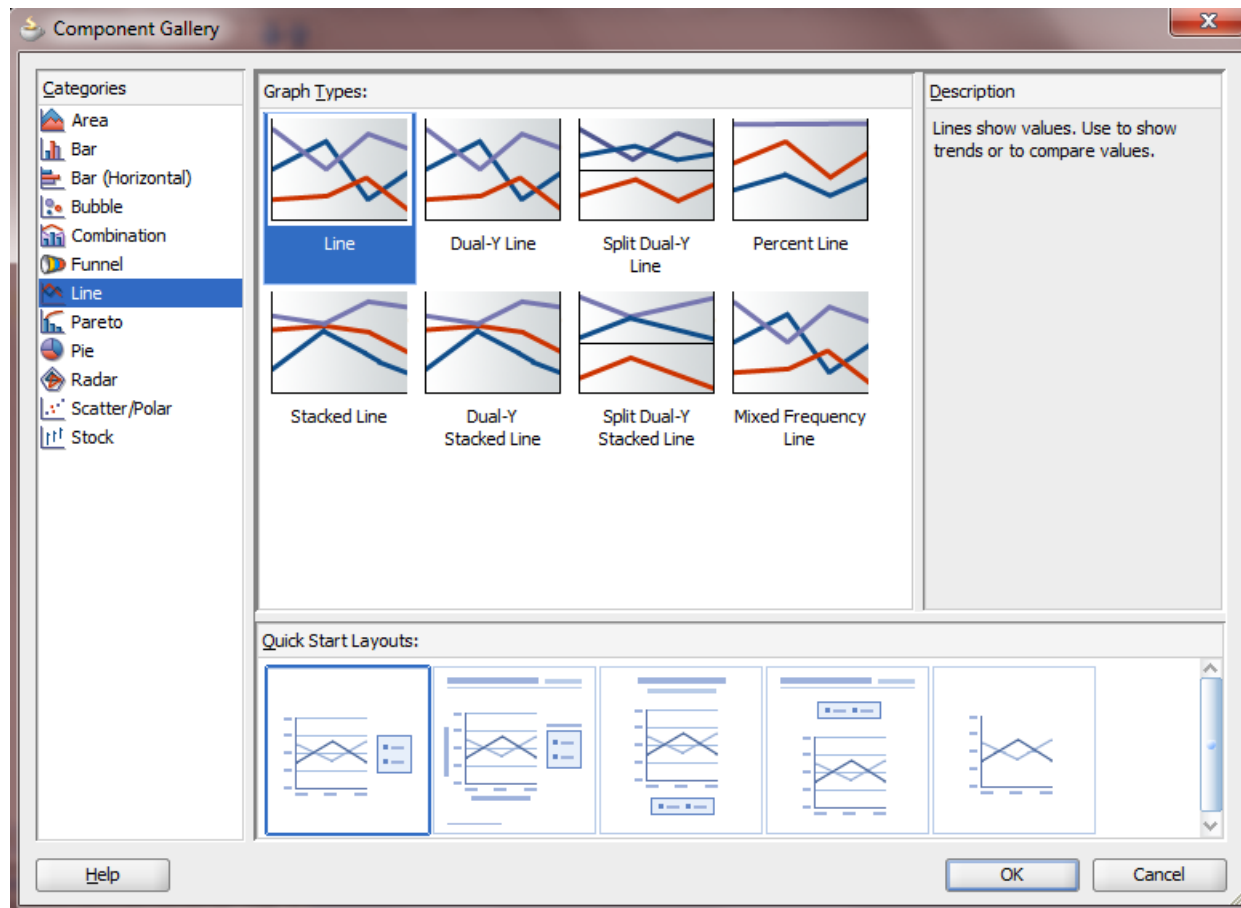 Component Gallery
Categories
Area
Bar
Bar (Horizontal)
Bubble
Combination
Funnel
Line
Pareto
Pie
Radar
Scatter/Polar
Stock
Graph Types:
Line
Dual-Y Line
Split Dual-Y
Line
Percent Line
Stacked Line
Dual-Y
Stacked Line
Split Dual-Y
Stacked Line
Mixed Frequency
Line
Description
Lines show values. Use to show
trends or to compare values.
Quick Start Layouts:
Help
OK
Cancel